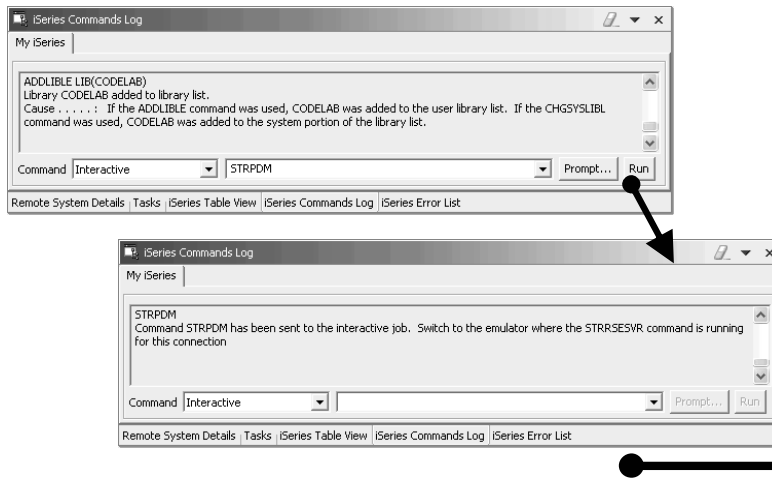 iSeries Commands Log
My iSeries
ADDLIBLE LIB(CODELAB)
Library CODELAB added to library list.
Cause . . . . . :   If the ADDLIBLE command was used, CODELAB was added to the user library list.  If the CHGSYSLIBL
command was used, CODELAB was added to the system portion of the library list.
Command Interactive STRPDM Prompt... Run
Remote System Details Tasks iSeries Table View iSeries Commands Log iSeries Error List
iSeries Commands Log
My iSeries
STRPDM
Command STRPDM has been sent to the interactive job.  Switch to the emulator where the STRRSESVR command is running
for this connection
Command Interactive Prompt... Run
Remote System Details Tasks iSeries Table View iSeries Commands Log iSeries Error List